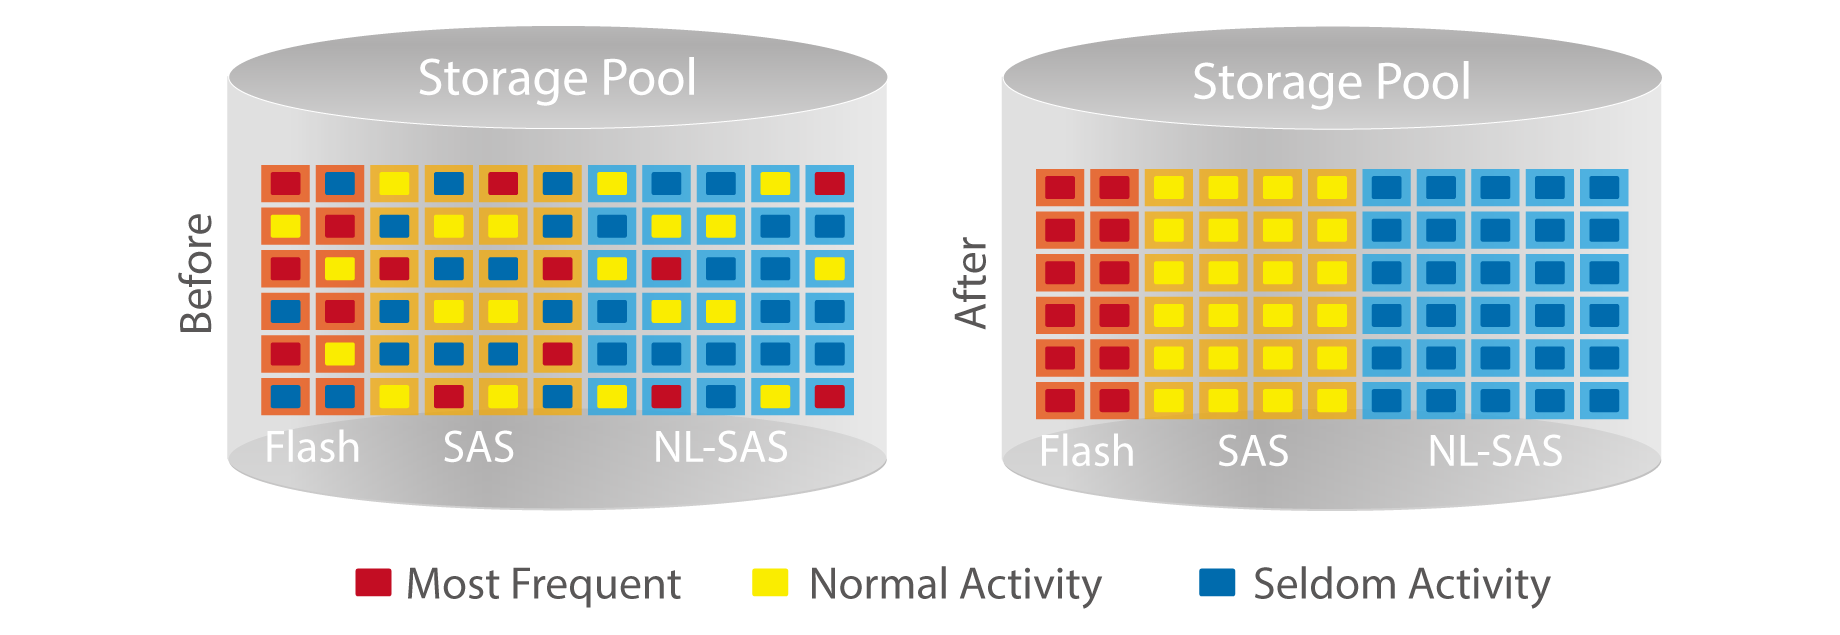 Storage Pool
Before
Flash
SAS
NL-SAS
Storage Pool
After
Flash
SAS
NL-SAS
Most Frequent
Normal Activity
Seldom Activity